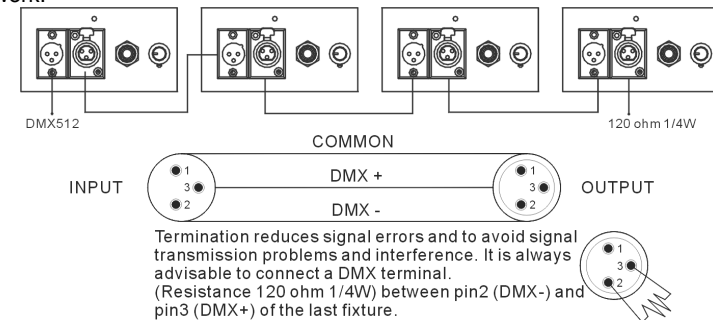 DMX512
120 ohm 1/4W
COMMON
INPUT
1
3
2
DMX +
DMX -
1
3
2
OUTPUT
Termination reduces signal errors and to avoid signal
transmission problems and interference. It is always
advisable to connect a DMX terminal.
(Resistance 120 ohm 1/4W) between pin2 (DMX-) and
pin3 (DMX+) of the last fixture.
1
3
2